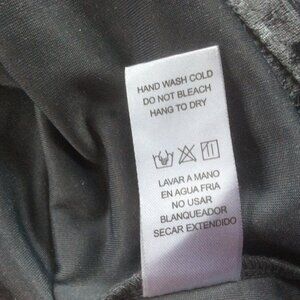 HAND WASH COLD
DO NOT BLEACH
HANG TO DRY
LAVAR A MANO
EN AGUA FRIA
NO USAR
BLANQUEADOR
SECAR EXTENDIDO